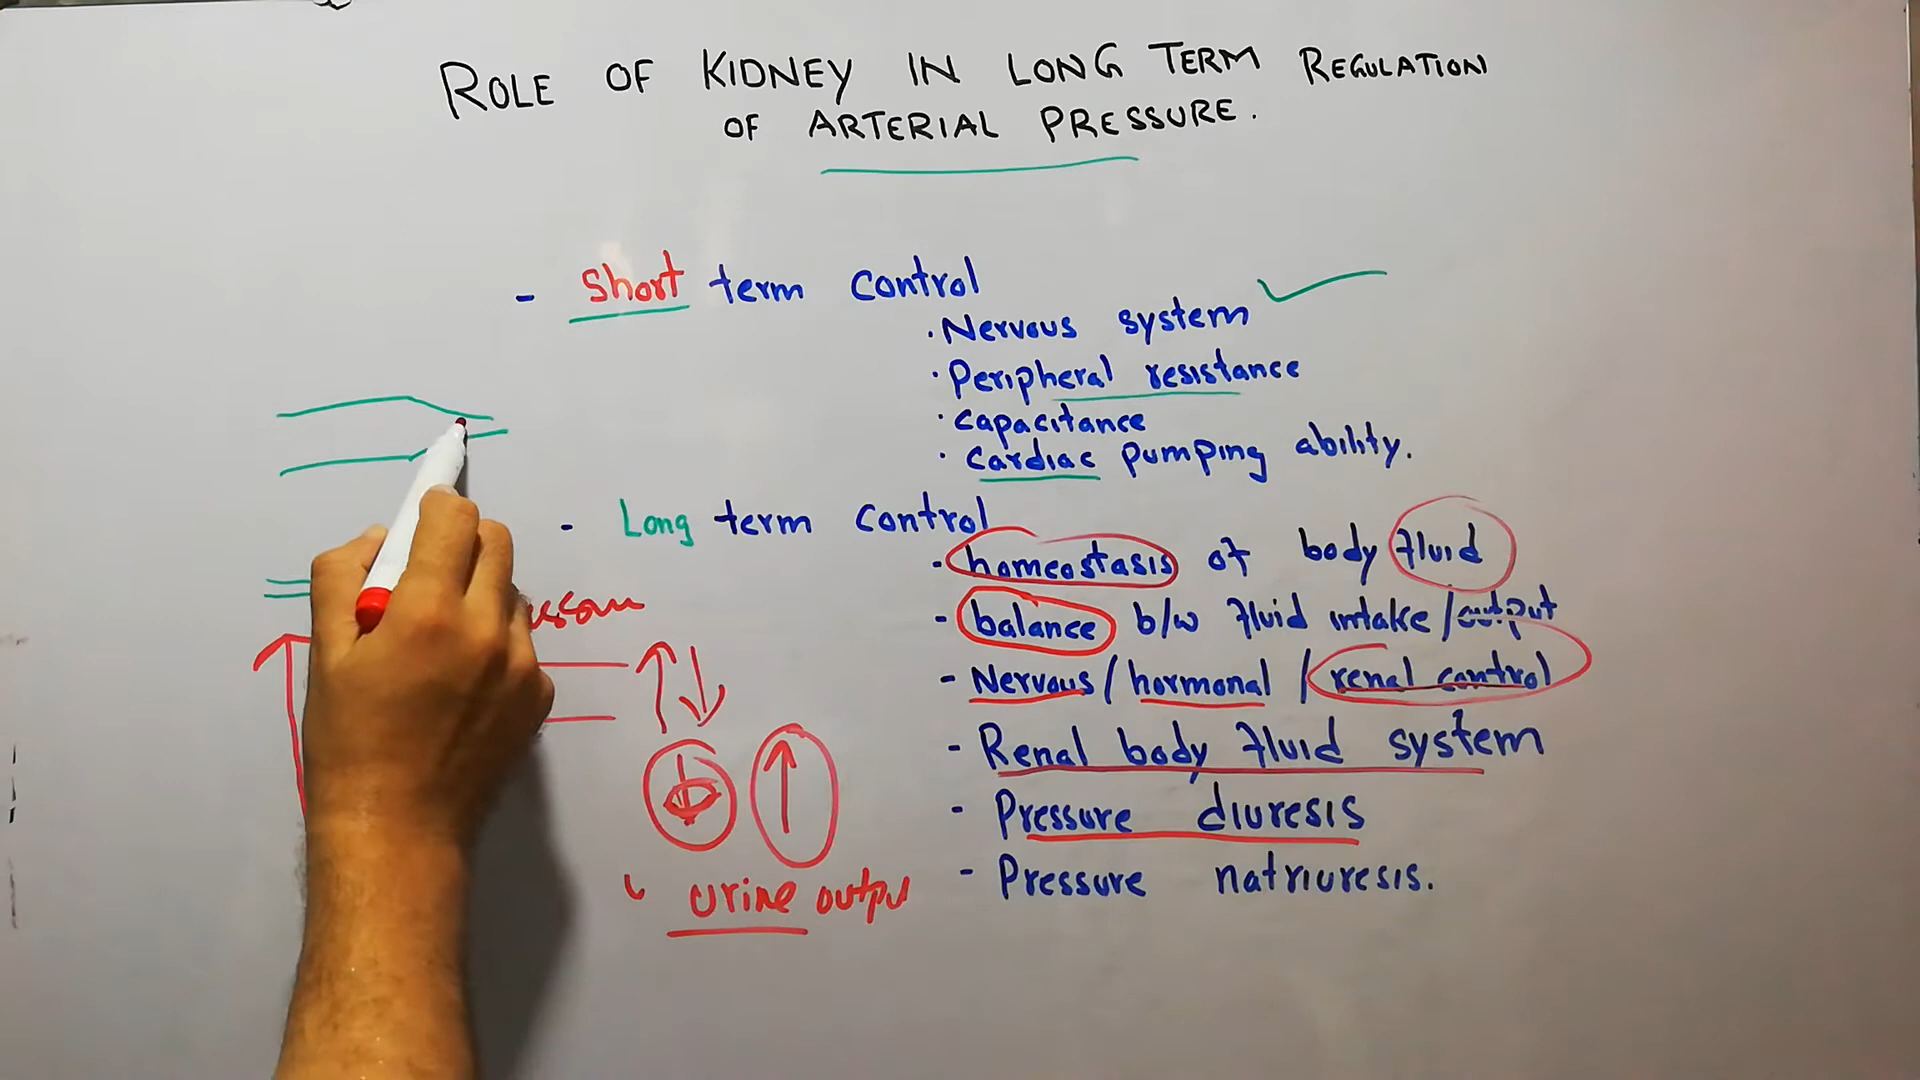 ROLE OF KIDNEY IN LONG TERM REGULATION
OF ARTERIAL PRESSURE.
- Short term control
· Nervous system
· Peripheral resistance
· Capacitance
· Cardiac pumping ability.
- Long term control
- homeostasis of body fluid
- balance b/w fluid intake/output
- Nervous / hormonal / renal control
- Renal body fluid system
- Pressure diuresis
- Pressure natriuresis.
urine output